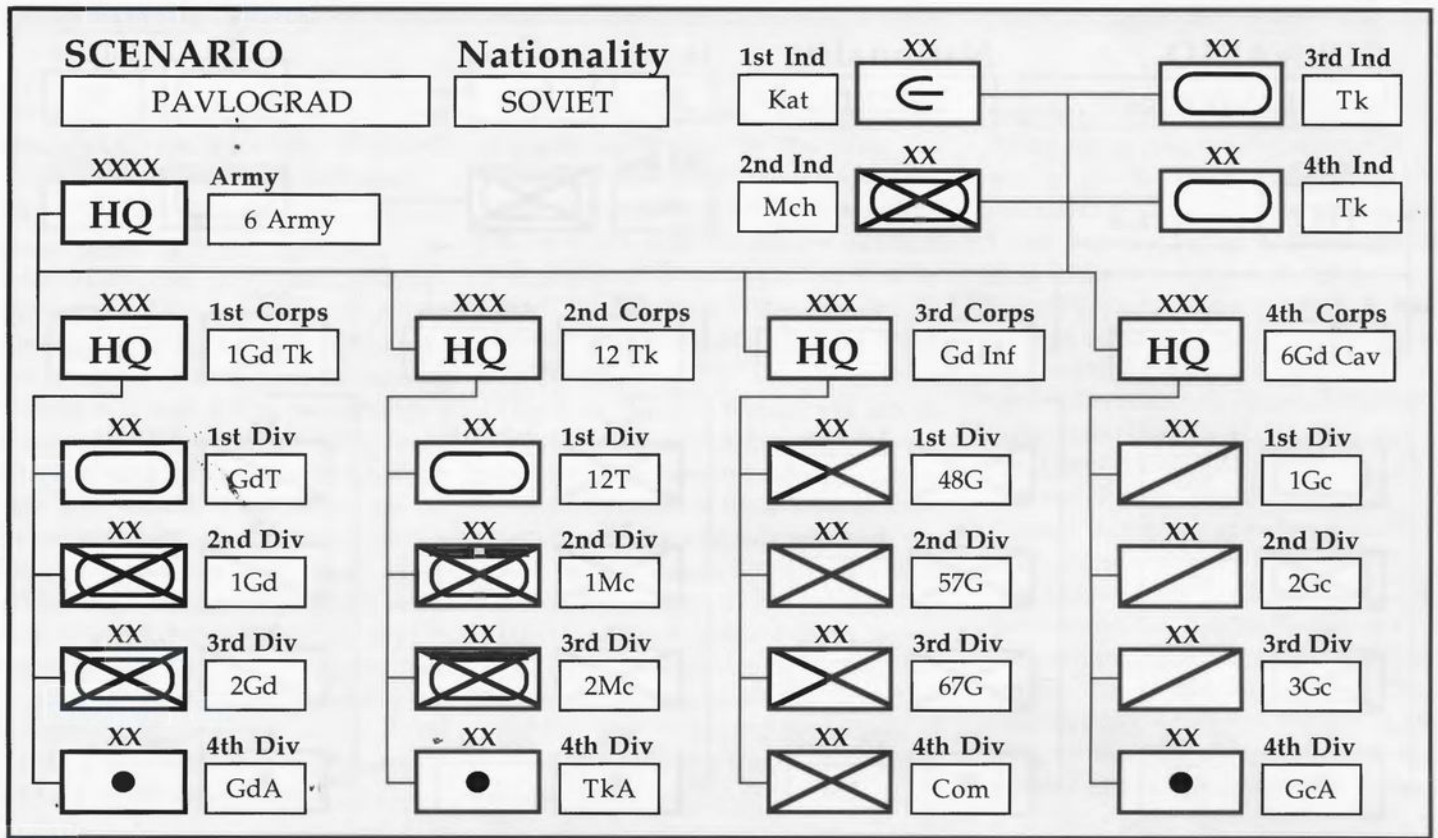 SCENARIO
PAVLOGRAD
Nationality
SOVIET
1st Ind
Kat
XX
XX
3rd Ind
Tk
2nd Ind
Mch
XX
XX
4th Ind
Tk
XXXX
HQ
Army
6 Army
XXX
HQ
1st Corps
1Gd Tk
XXX
HQ
2nd Corps
12 Tk
XXX
HQ
3rd Corps
Gd Inf
XXX
HQ
4th Corps
6Gd Cav
XX
1st Div
GdT
XX
1st Div
12T
XX
1st Div
48G
XX
1st Div
1Gc
XX
2nd Div
1Gd
XX
2nd Div
1Mc
XX
2nd Div
57G
XX
2nd Div
2Gc
XX
3rd Div
2Gd
XX
3rd Div
2Mc
XX
3rd Div
67G
XX
3rd Div
3Gc
XX
4th Div
GdA
XX
4th Div
TkA
XX
4th Div
Com
XX
4th Div
GcA